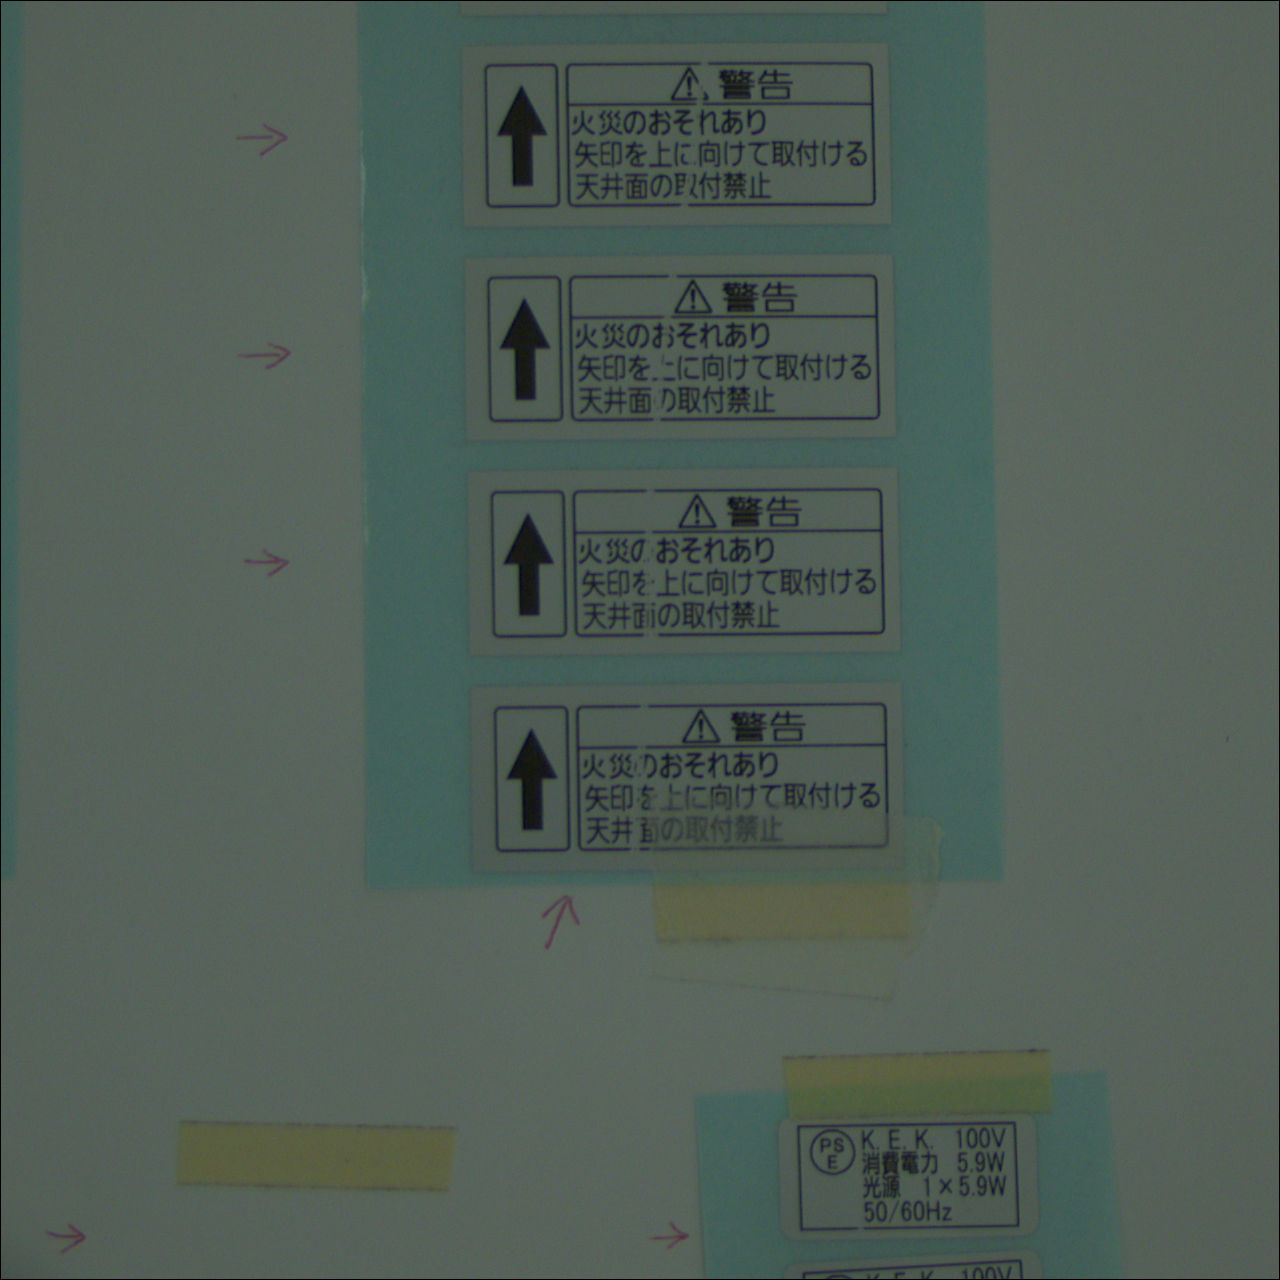 ⚠ 警告
火災のおそれあり
矢印を上に向けて取付ける
天井面の取付禁止
⚠ 警告
火災のおそれあり
矢印を上に向けて取付ける
天井面の取付禁止
⚠ 警告
火災のおそれあり
矢印を上に向けて取付ける
天井面の取付禁止
⚠ 警告
火災のおそれあり
矢印を上に向けて取付ける
天井面の取付禁止
PS
E
K. E. K. 100V
消費電力 5.9W
光源 1×5.9W
50/60Hz
K. E. K. 100V